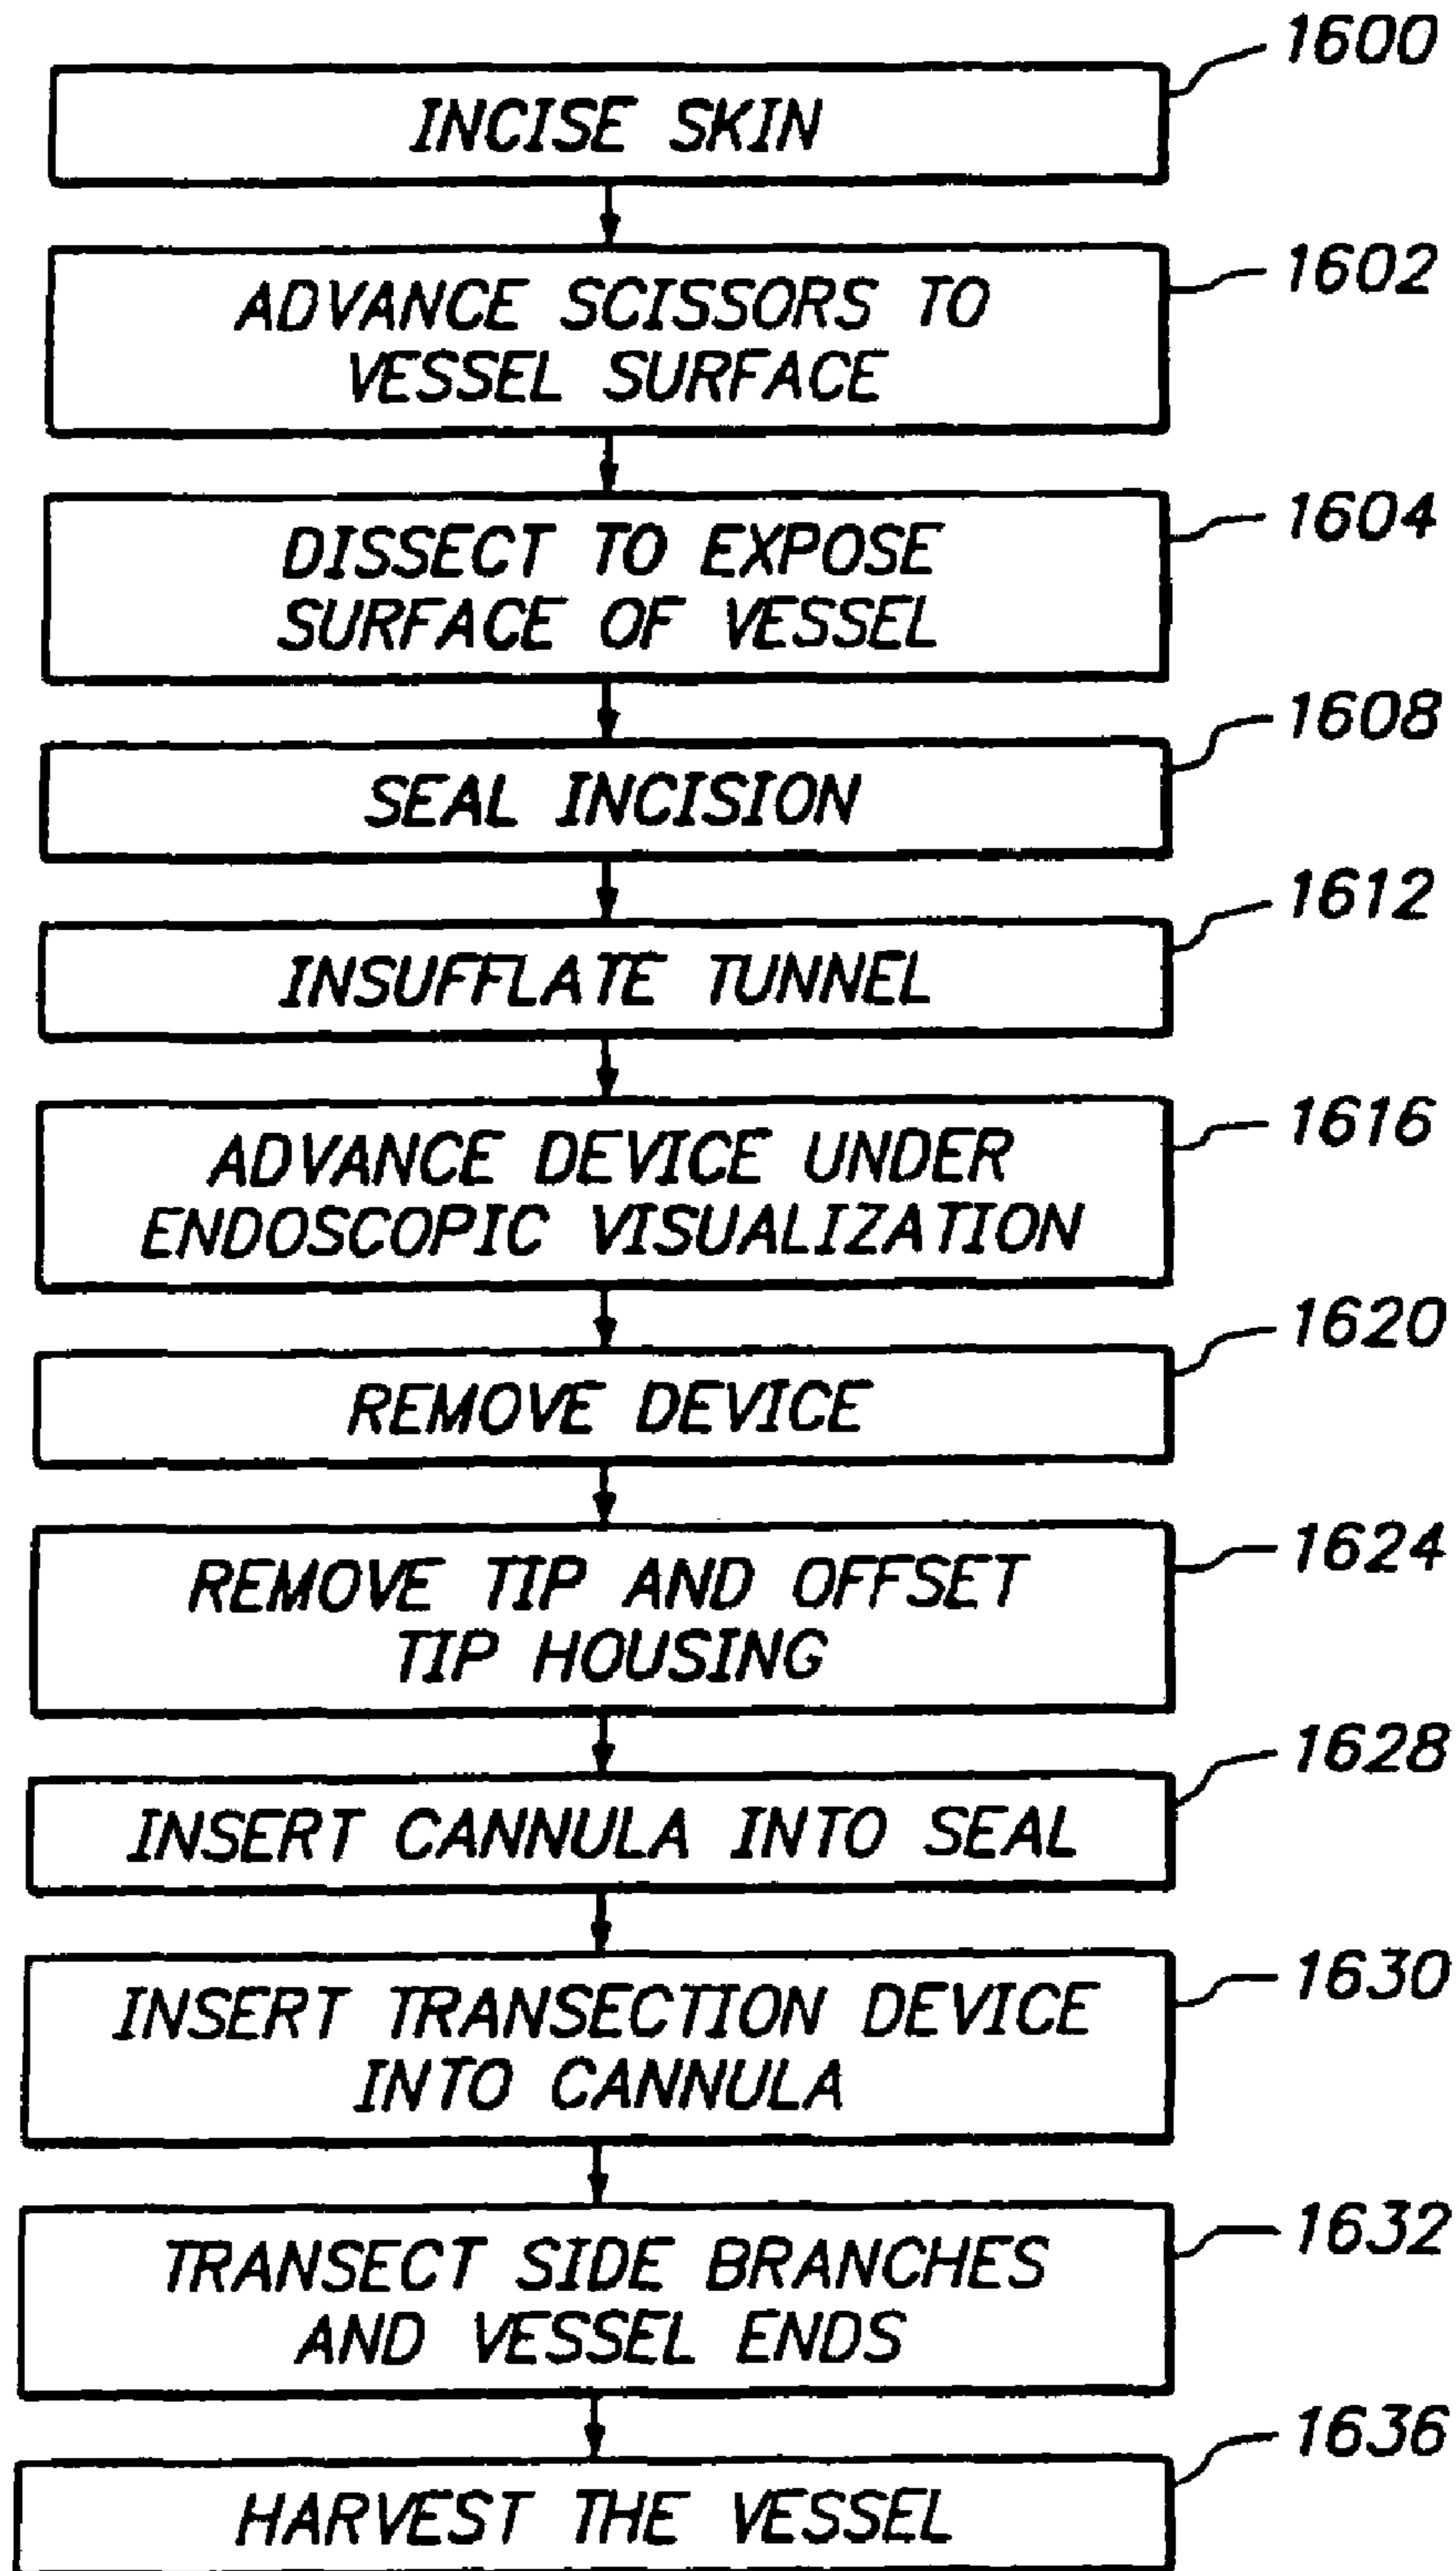 1600
INCISE SKIN
1602
ADVANCE SCISSORS TO
VESSEL SURFACE
1604
DISSECT TO EXPOSE
SURFACE OF VESSEL
1608
SEAL INCISION
1612
INSUFFLATE TUNNEL
1616
ADVANCE DEVICE UNDER
ENDOSCOPIC VISUALIZATION
1620
REMOVE DEVICE
1624
REMOVE TIP AND OFFSET
TIP HOUSING
1628
INSERT CANNULA INTO SEAL
1630
INSERT TRANSECTION DEVICE
INTO CANNULA
1632
TRANSECT SIDE BRANCHES
AND VESSEL ENDS
1636
HARVEST THE VESSEL